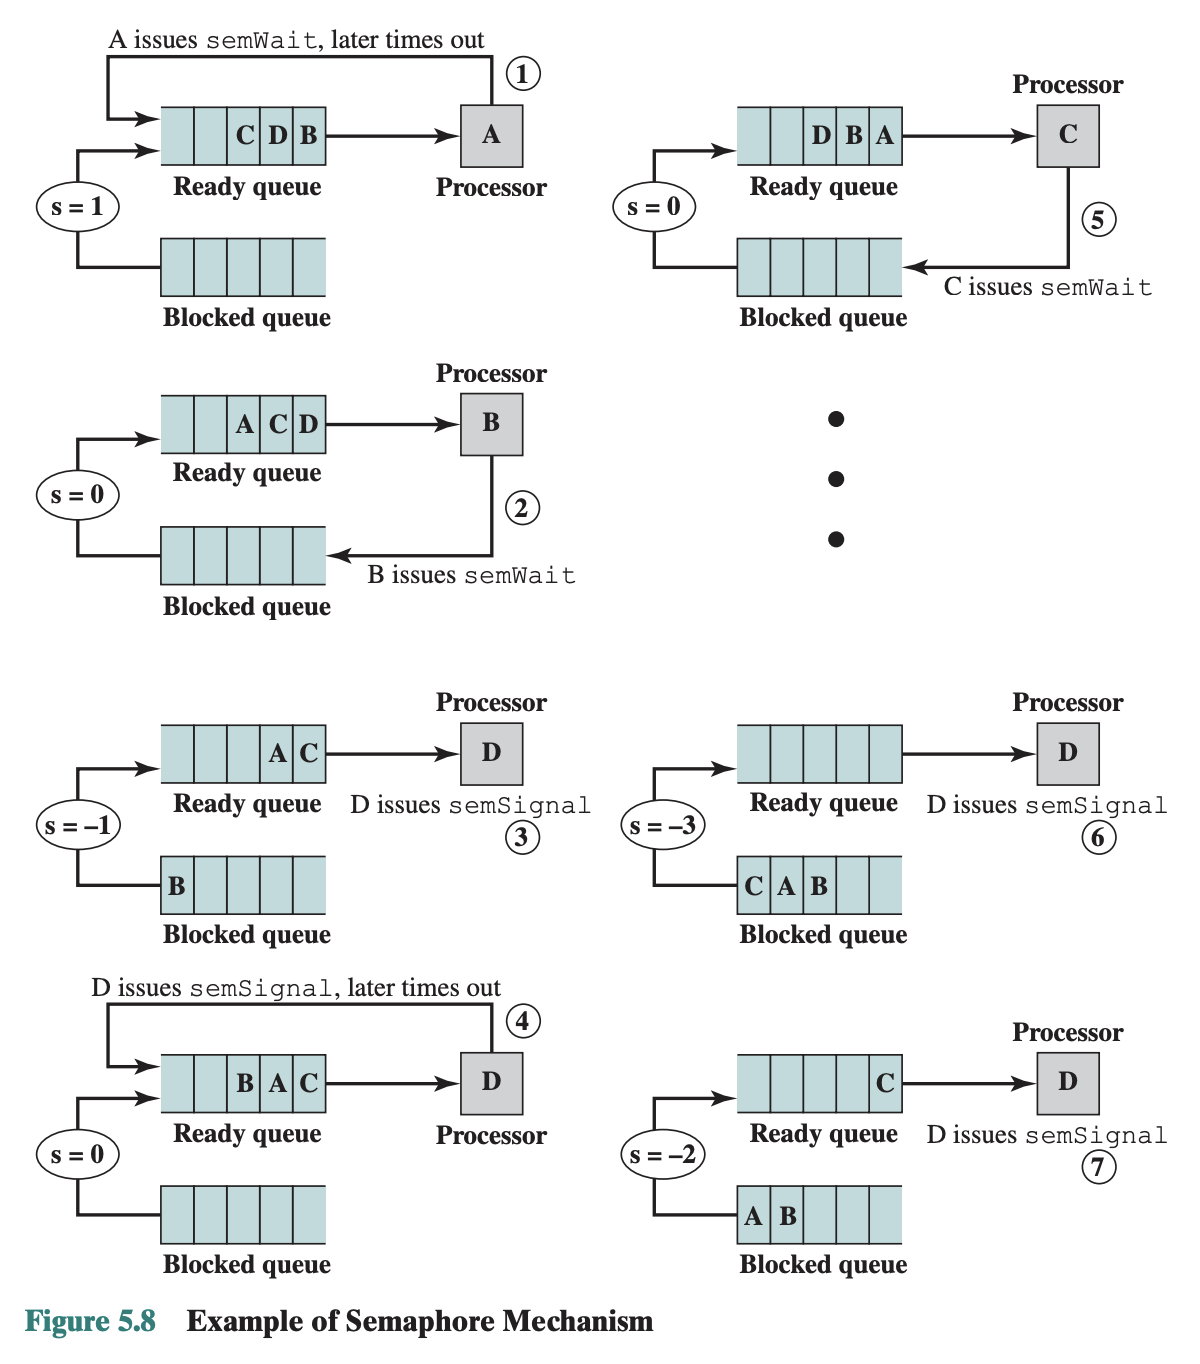 A issues semWait, later times out
1
C D B
A
Ready queue
Processor
s = 1
Blocked queue
Processor
B
A C D
Ready queue
s = 0
2
B issues semWait
Blocked queue
Processor
D
A C
Ready queue
D issues semSignal
3
s = –1
B
Blocked queue
D issues semSignal, later times out
4
B A C
D
Ready queue
Processor
s = 0
Blocked queue
Processor
D B A
C
Ready queue
s = 0
5
C issues semWait
Blocked queue
Processor
D
Ready queue
D issues semSignal
6
s = –3
C A B
Blocked queue
Processor
C
D
Ready queue
D issues semSignal
7
s = –2
A B
Blocked queue
Figure 5.8 Example of Semaphore Mechanism